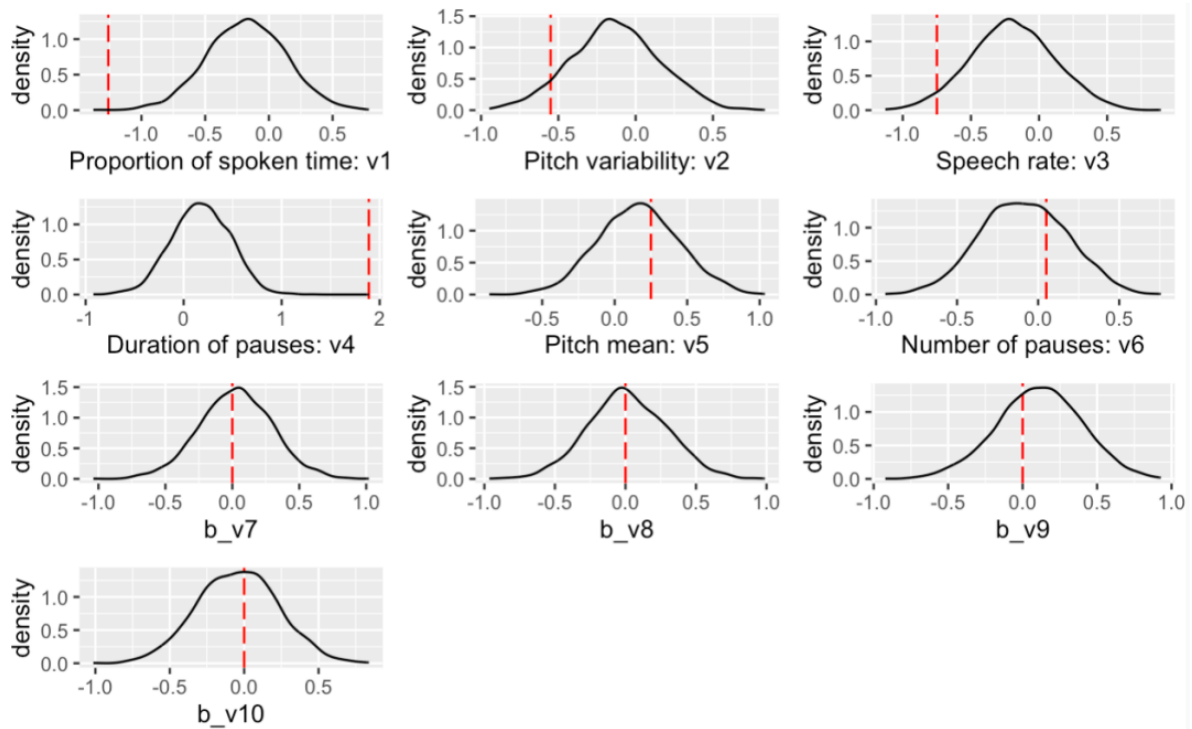 density
1.0
0.5
0.0
-1.0 -0.5 0.0 0.5
Proportion of spoken time: v1
density
1.5
1.0
0.5
0.0
-1.0 -0.5 0.0 0.5
Pitch variability: v2
density
1.0
0.5
0.0
-1.0 -0.5 0.0 0.5
Speech rate: v3
density
1.0
0.5
0.0
-1 0 1 2
Duration of pauses: v4
density
1.0
0.5
0.0
-0.5 0.0 0.5 1.0
Pitch mean: v5
density
1.0
0.5
0.0
-1.0 -0.5 0.0 0.5
Number of pauses: v6
density
1.5
1.0
0.5
0.0
-1.0 -0.5 0.0 0.5 1.0
b_v7
density
1.5
1.0
0.5
0.0
-1.0 -0.5 0.0 0.5 1.0
b_v8
density
1.0
0.5
0.0
-1.0 -0.5 0.0 0.5 1.0
b_v9
density
1.0
0.5
0.0
-1.0 -0.5 0.0 0.5
b_v10